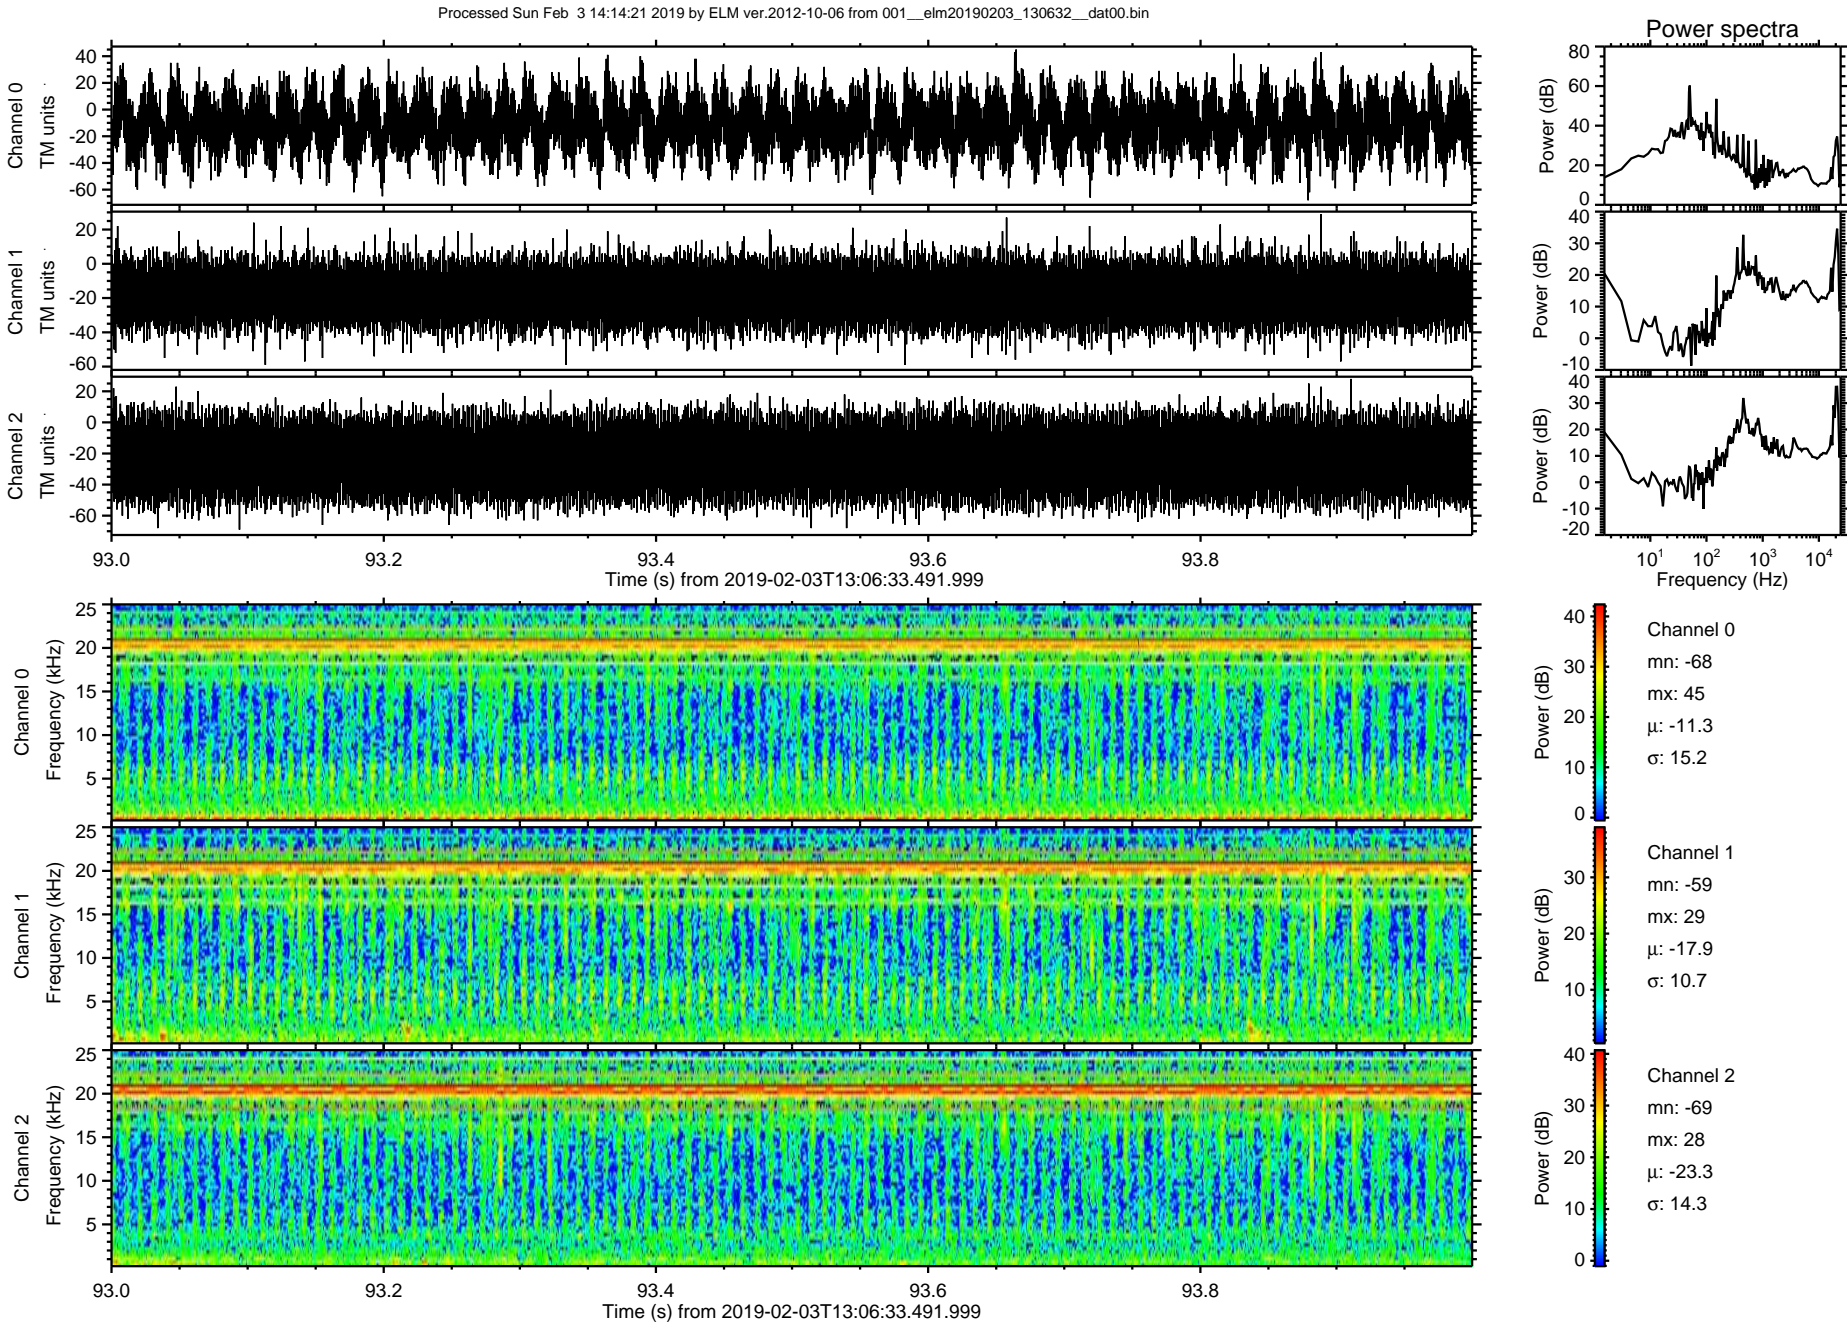 Processed Sun Feb 3 14:14:21 2019 by ELM ver.2012-10-06 from 001__elm20190203_130632__dat00.bin
Power spectra
Channel 0
TM units
40
20
0
-20
-40
-60
Power (dB)
80
60
40
20
0
Channel 1
TM units
20
0
-20
-40
-60
Power (dB)
40
30
20
10
0
-10
Channel 2
TM units
20
0
-20
-40
-60
Power (dB)
40
30
20
10
0
-10
-20
93.0 93.2 93.4 93.6 93.8
Time (s) from 2019-02-03T13:06:33.491.999
10^1 10^2 10^3 10^4
Frequency (Hz)
Channel 0
Frequency (kHz)
25
20
15
10
5
Power (dB)
40
30
20
10
0
Channel 0
mn: -68
mx: 45
μ: -11.3
σ: 15.2
Channel 1
Frequency (kHz)
25
20
15
10
5
Power (dB)
30
20
10
Channel 1
mn: -59
mx: 29
μ: -17.9
σ: 10.7
Channel 2
Frequency (kHz)
25
20
15
10
5
Power (dB)
40
30
20
10
0
Channel 2
mn: -69
mx: 28
μ: -23.3
σ: 14.3
93.0 93.2 93.4 93.6 93.8
Time (s) from 2019-02-03T13:06:33.491.999